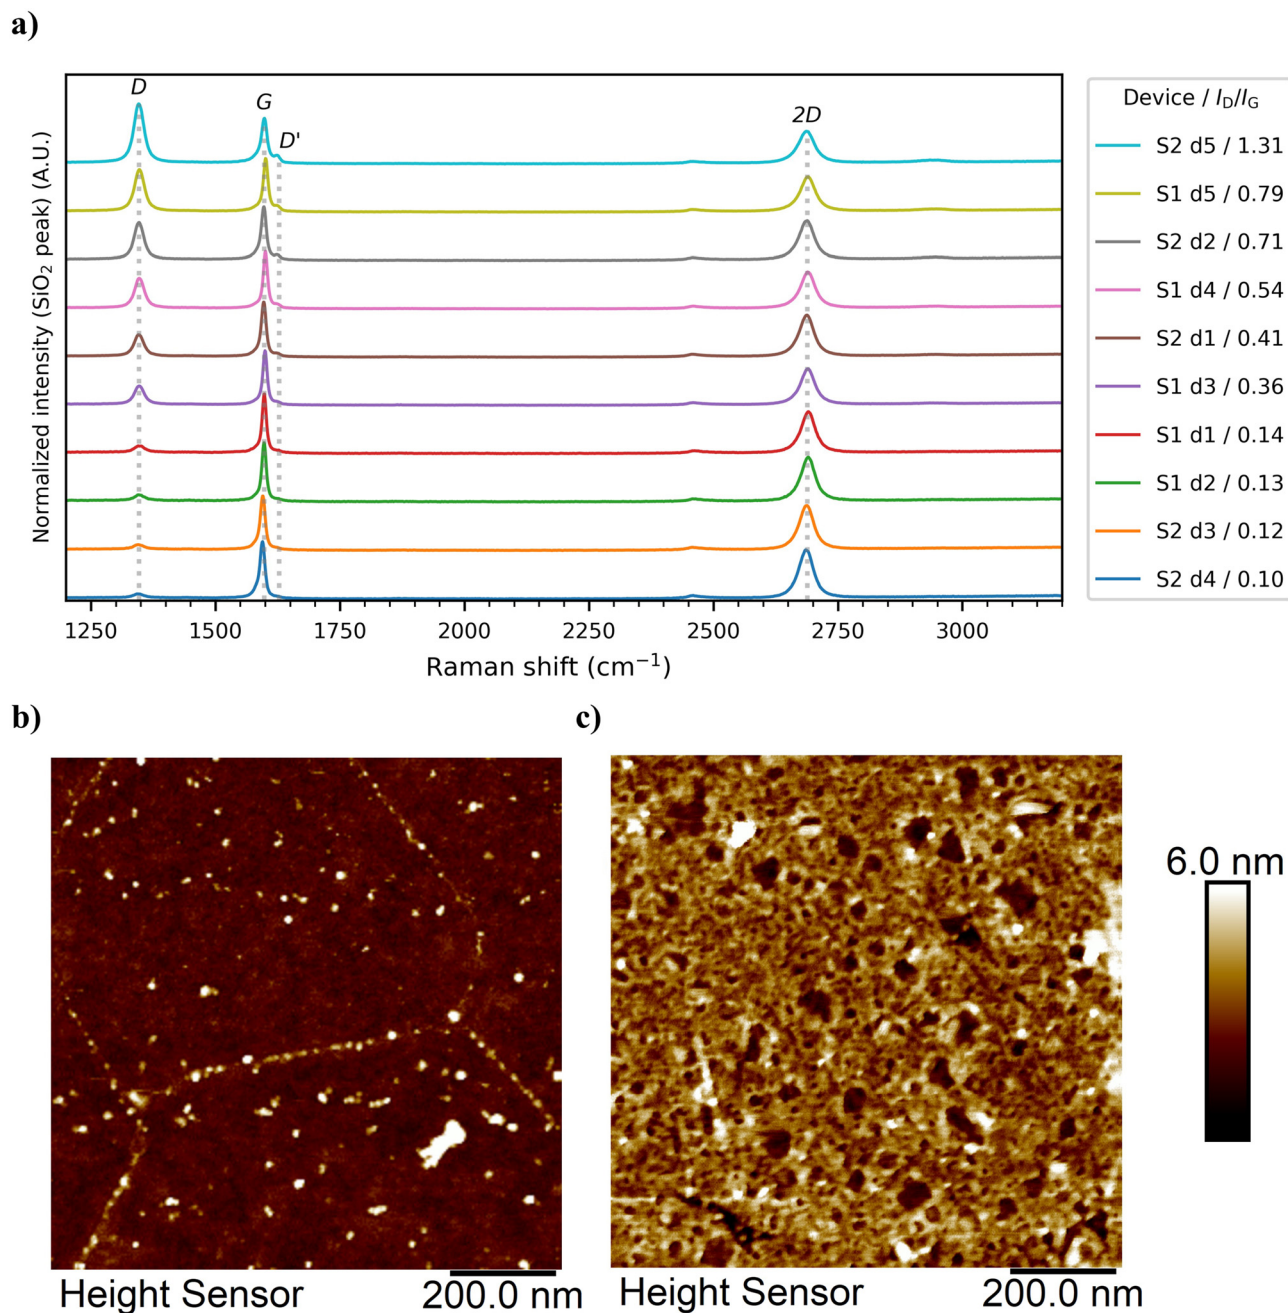 a)
D
G
D'
2D
Normalized intensity (SiO₂ peak) (A.U.)
1250 1500 1750 2000 2250 2500 2750 3000
Raman shift (cm⁻¹)
Device / I_D/I_G
S2 d5 / 1.31
S1 d5 / 0.79
S2 d2 / 0.71
S1 d4 / 0.54
S2 d1 / 0.41
S1 d3 / 0.36
S1 d1 / 0.14
S1 d2 / 0.13
S2 d3 / 0.12
S2 d4 / 0.10
b)
Height Sensor 200.0 nm
c)
Height Sensor 200.0 nm
6.0 nm